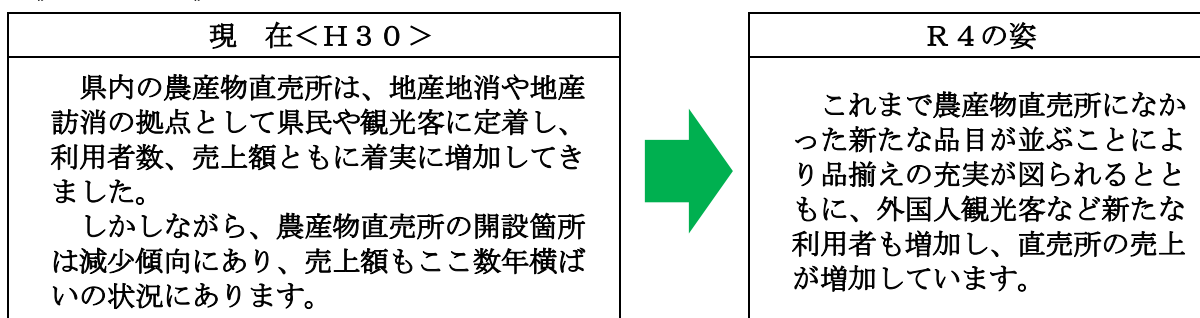 現　在＜Ｈ３０＞
　県内の農産物直売所は、地産地消や地産
訪消の拠点として県民や観光客に定着し、
利用者数、売上額ともに着実に増加してき
ました。
　しかしながら、農産物直売所の開設箇所
は減少傾向にあり、売上額もここ数年横ば
いの状況にあります。
Ｒ４の姿
　これまで農産物直売所になか
った新たな品目が並ぶことによ
り品揃えの充実が図られるとと
もに、外国人観光客など新たな
利用者も増加し、直売所の売上
が増加しています。